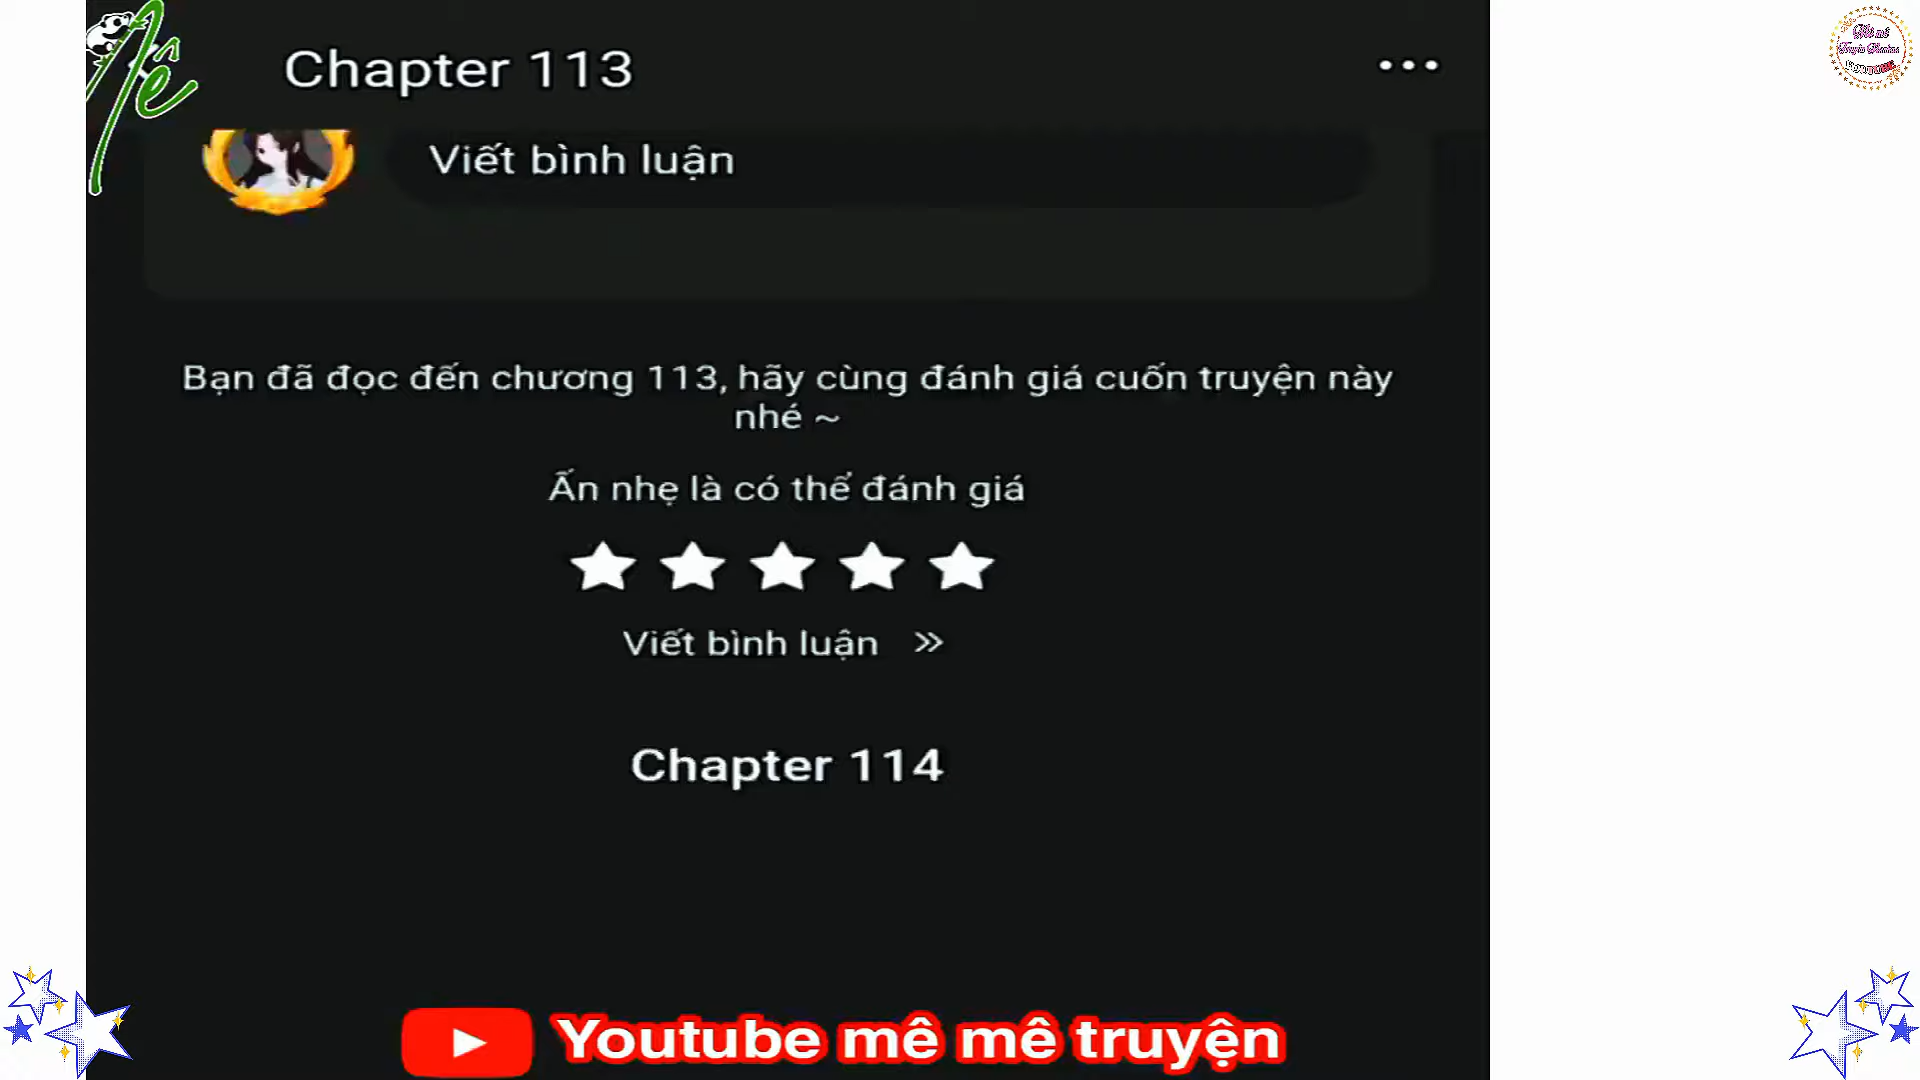 Mê
Chapter 113
Viết bình luận
Bạn đã đọc đến chương 113, hãy cùng đánh giá cuốn truyện này
nhé ~
Ấn nhẹ là có thể đánh giá
Viết bình luận »
Chapter 114
Youtube mê mê truyện